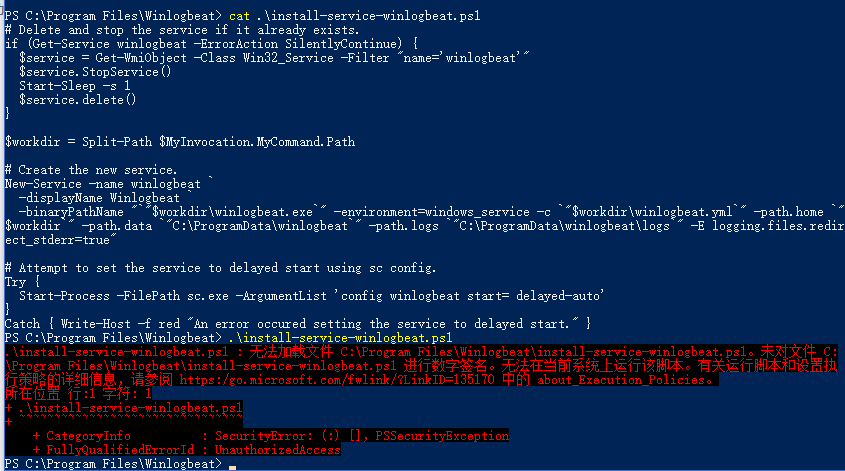 PS C:\Program Files\Winlogbeat> cat .\install-service-winlogbeat.ps1
# Delete and stop the service if it already exists.
if (Get-Service winlogbeat -ErrorAction SilentlyContinue) {
  $service = Get-WmiObject -Class Win32_Service -Filter "name='winlogbeat'"
  $service.StopService()
  Start-Sleep -s 1
  $service.delete()
}

$workdir = Split-Path $MyInvocation.MyCommand.Path

# Create the new service.
New-Service -name winlogbeat `
  -displayName Winlogbeat `
  -binaryPathName "`"$workdir\winlogbeat.exe`" -environment=windows_service -c `"$workdir\winlogbeat.yml`" -path.home `"
$workdir`" -path.data `"C:\ProgramData\winlogbeat`" -path.logs `"C:\ProgramData\winlogbeat\logs`" -E logging.files.redir
ect_stderr=true"

# Attempt to set the service to delayed start using sc config.
Try {
  Start-Process -FilePath sc.exe -ArgumentList 'config winlogbeat start= delayed-auto'
}
Catch { Write-Host -f red "An error occured setting the service to delayed start." }
PS C:\Program Files\Winlogbeat> .\install-service-winlogbeat.ps1
.\install-service-winlogbeat.ps1 : 无法加载文件 C:\Program Files\Winlogbeat\install-service-winlogbeat.ps1。未对文件 C:
\Program Files\Winlogbeat\install-service-winlogbeat.ps1 进行数字签名。无法在当前系统上运行该脚本。有关运行脚本和设置执
行策略的详细信息，请参阅 https:/go.microsoft.com/fwlink/?LinkID=135170 中的 about_Execution_Policies。
所在位置 行:1 字符: 1
+ .\install-service-winlogbeat.ps1
+ ~~~~~~~~~~~~~~~~~~~~~~~~~~~~~~~~
    + CategoryInfo          : SecurityError: (:) []，PSSecurityException
    + FullyQualifiedErrorId : UnauthorizedAccess
PS C:\Program Files\Winlogbeat>